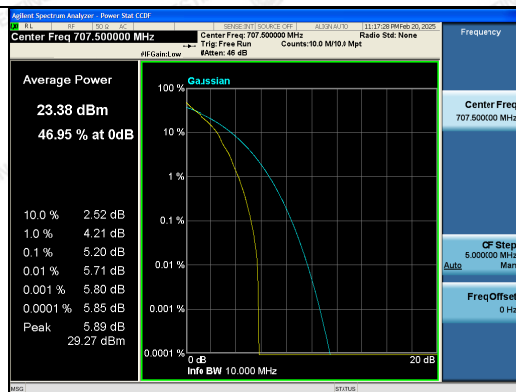 Agilent Spectrum Analyzer - Power Stat CCDF
RL RF 50 Ω AC SENSE:INT SOURCE OFF ALIGN AUTO 11:17:28 PM Feb 20, 2025
Center Freq 707.500000 MHz
Center Freq: 707.500000 MHz Radio Std: None
Trig: Free Run Counts:10.0 M/10.0 Mpt
#IFGain:Low #Atten: 46 dB
Frequency
Average Power
23.38 dBm
46.95 % at 0dB
10.0 % 2.52 dB
1.0 % 4.21 dB
0.1 % 5.20 dB
0.01 % 5.71 dB
0.001 % 5.80 dB
0.0001 % 5.85 dB
Peak 5.89 dB
29.27 dBm
Gaussian
100 %
10 %
1 %
0.1 %
0.01 %
0.001 %
0.0001 %
0 dB 20 dB
Info BW 10.000 MHz
Center Freq
707.500000 MHz
CF Step
5.000000 MHz
Auto Man
Freq Offset
0 Hz
MSG STATUS